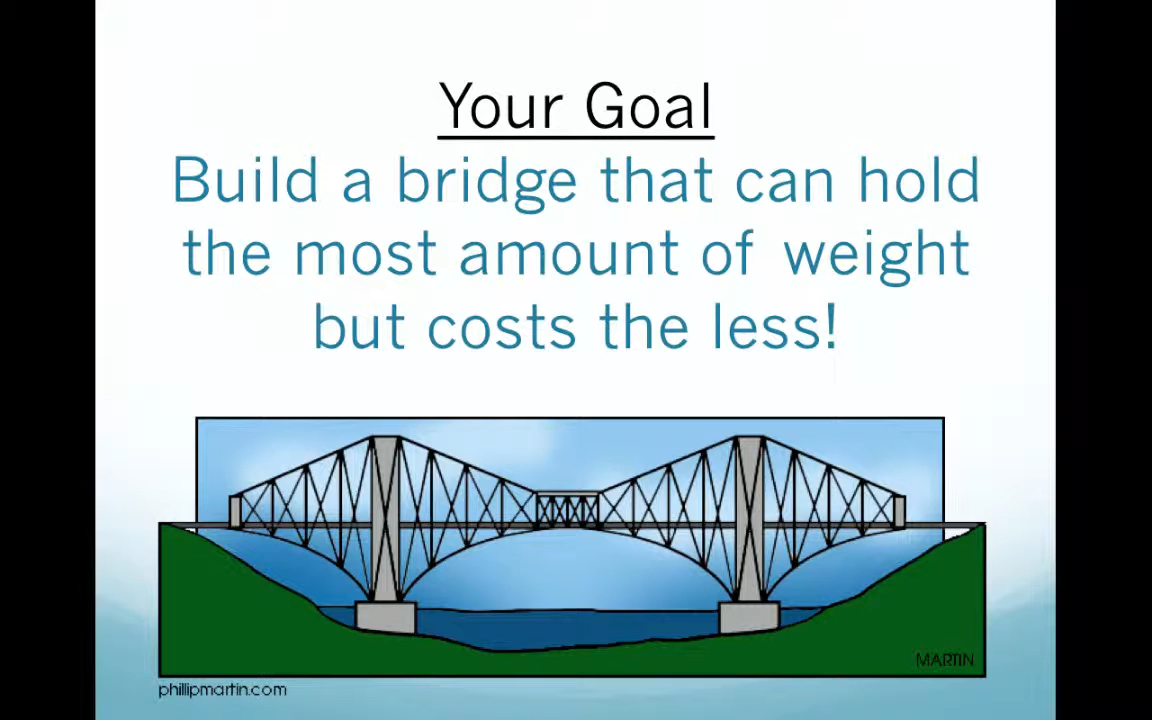 Your Goal
Build a bridge that can hold
the most amount of weight
but costs the less!
MARTIN
phillipmartin.com